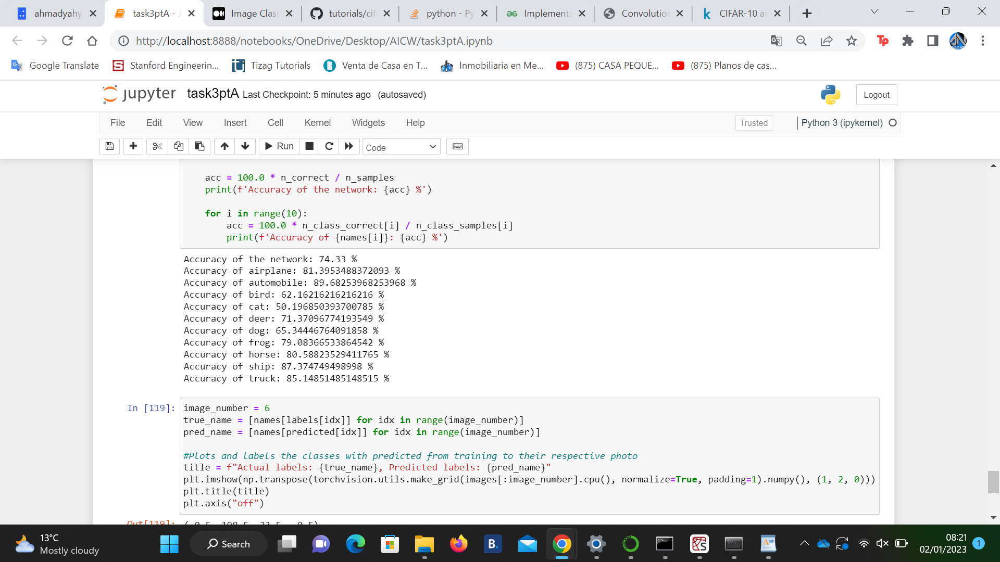 ahmadyahy
task3ptA - J
Image Clas
tutorials/cif
python - Py
Implementa
Convolution
CIFAR-10 a
http://localhost:8888/notebooks/OneDrive/Desktop/AICW/task3ptA.ipynb
Google Translate
Stanford Engineerin...
Tizag Tutorials
Venta de Casa en T...
Inmobiliaria en Me...
(875) CASA PEQUE...
(875) Planos de cas...
jupyter task3ptA Last Checkpoint: 5 minutes ago (autosaved)
Logout
File Edit View Insert Cell Kernel Widgets Help
Trusted
Python 3 (ipykernel)
Run
Code
acc = 100.0 * n_correct / n_samples
print(f'Accuracy of the network: {acc} %')
for i in range(10):
acc = 100.0 * n_class_correct[i] / n_class_samples[i]
print(f'Accuracy of {names[i]}: {acc} %')
Accuracy of the network: 74.33 %
Accuracy of airplane: 81.3953488372093 %
Accuracy of automobile: 89.68253968253968 %
Accuracy of bird: 62.16216216216216 %
Accuracy of cat: 50.196850393700785 %
Accuracy of deer: 71.37096774193549 %
Accuracy of dog: 65.34446764091858 %
Accuracy of frog: 79.08366533864542 %
Accuracy of horse: 80.58823529411765 %
Accuracy of ship: 87.374749498998 %
Accuracy of truck: 85.14851485148515 %
In [119]:
image_number = 6
true_name = [names[labels[idx]] for idx in range(image_number)]
pred_name = [names[predicted[idx]] for idx in range(image_number)]
#Plots and labels the classes with predicted from training to their respective photo
title = f"Actual labels: {true_name}, Predicted labels: {pred_name}"
plt.imshow(np.transpose(torchvision.utils.make_grid(images[:image_number].cpu(), normalize=True, padding=1).numpy(), (1, 2, 0)))
plt.title(title)
plt.axis("off")
Out[119]:
13°C
Mostly cloudy
Search
08:21
02/01/2023
1